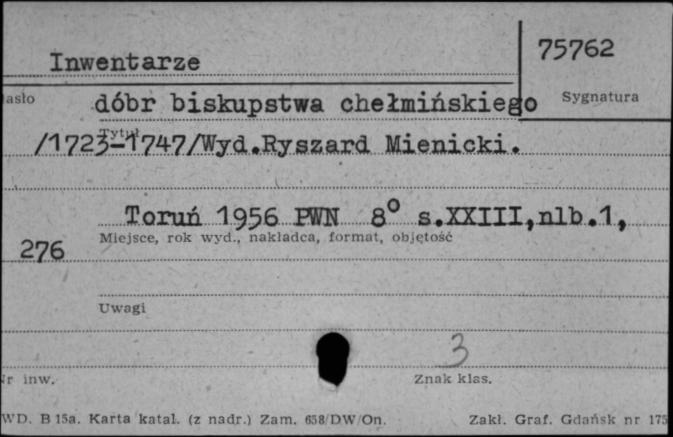 Inwentarze
75762
Sygnatura
dóbr biskupstwa chełmińskiego
/1723-1747/Wyd.Ryszard Mienicki.
Tytuł
Toruń 1956 PWN 8° s.XXIII,nlb.1,
Miejsce, rok wyd., nakładca, format, objętość
276
Uwagi
3
inw.
Znak klas.
WD. B 15a. Karta katal. (z nadr.) Zam. 658/DW/On.
Zakł. Graf. Gdańsk nr 175